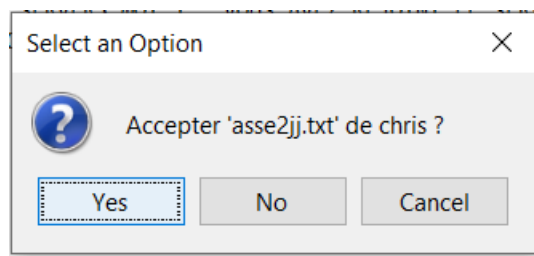 Select an Option
Accepter 'asse2jj.txt' de chris ?
Yes
No
Cancel